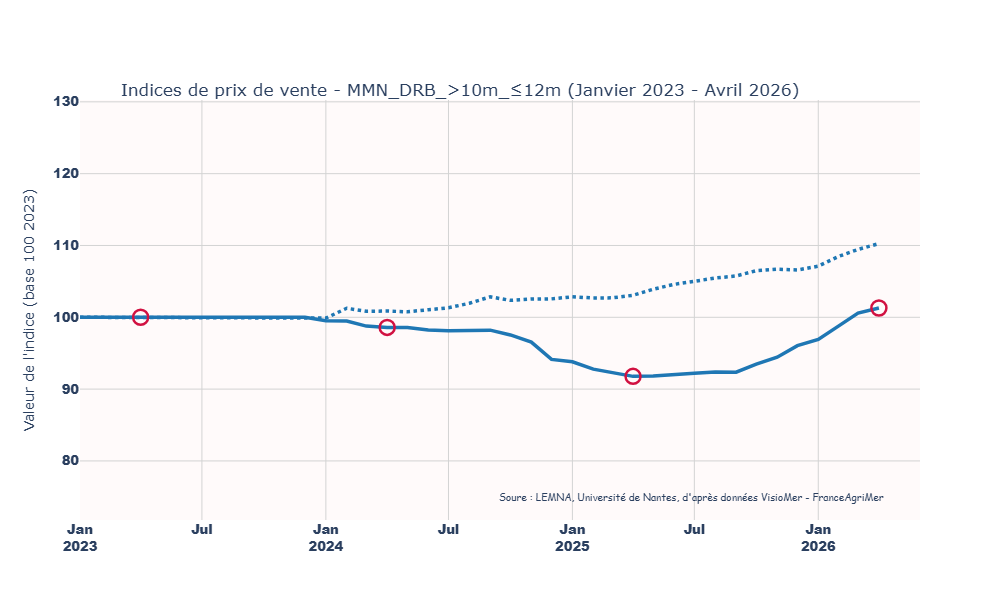 Indices de prix de vente - MMN_DRB_>10m_≤12m (Janvier 2023 - Avril 2026)
Valeur de l'indice (base 100 2023)
130
120
110
100
90
80
Soure : LEMNA, Université de Nantes, d'après données VisioMer - FranceAgriMer
Jan
2023
Jul
Jan
2024
Jul
Jan
2025
Jul
Jan
2026